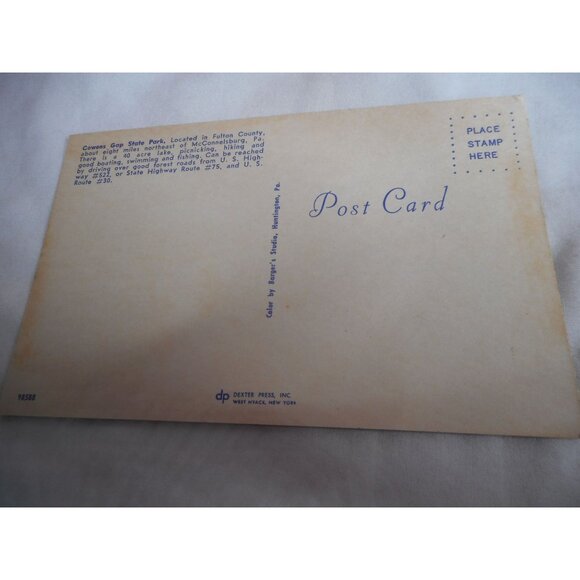 Cowans Gap State Park, Located in Fulton County,
about eight miles northeast of McConnelsburg, Pa.
There is a 40 acre lake, picnicking, hiking and
good boating, swimming and fishing. Can be reached
by driving over good forest roads from U. S. High-
way #522, or State Highway Route #75, and U. S.
Route #30.
PLACE
STAMP
HERE
Post Card
Color by Barger's Studio, Huntington, Pa.
98588
dp DEXTER PRESS, INC.
WEST NYACK, NEW YORK